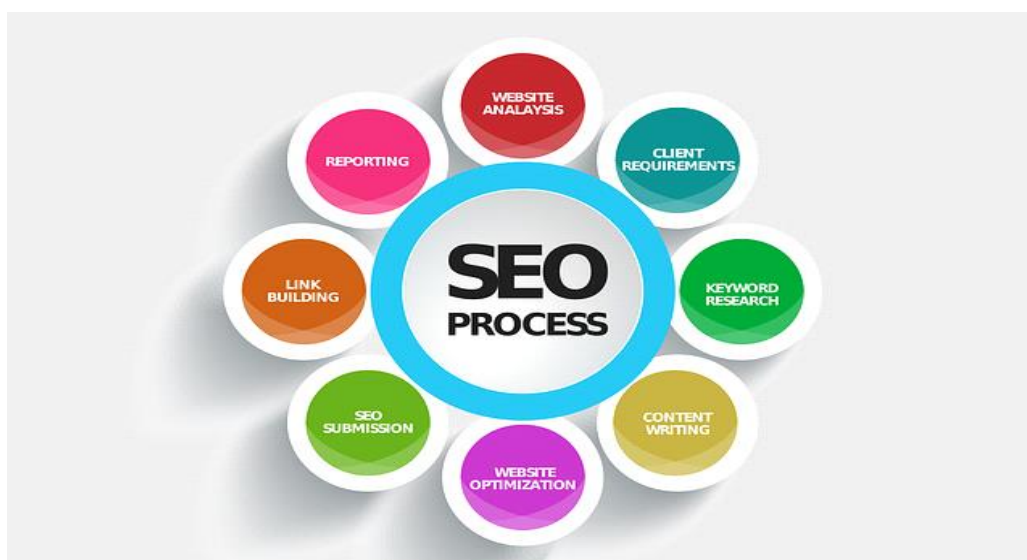 WEBSITE
ANALAYSIS
CLIENT
REQUIREMENTS
KEYWORD
RESEARCH
CONTENT
WRITING
WEBSITE
OPTIMIZATION
SEO
SUBMISSION
LINK
BUILDING
REPORTING
SEO
PROCESS